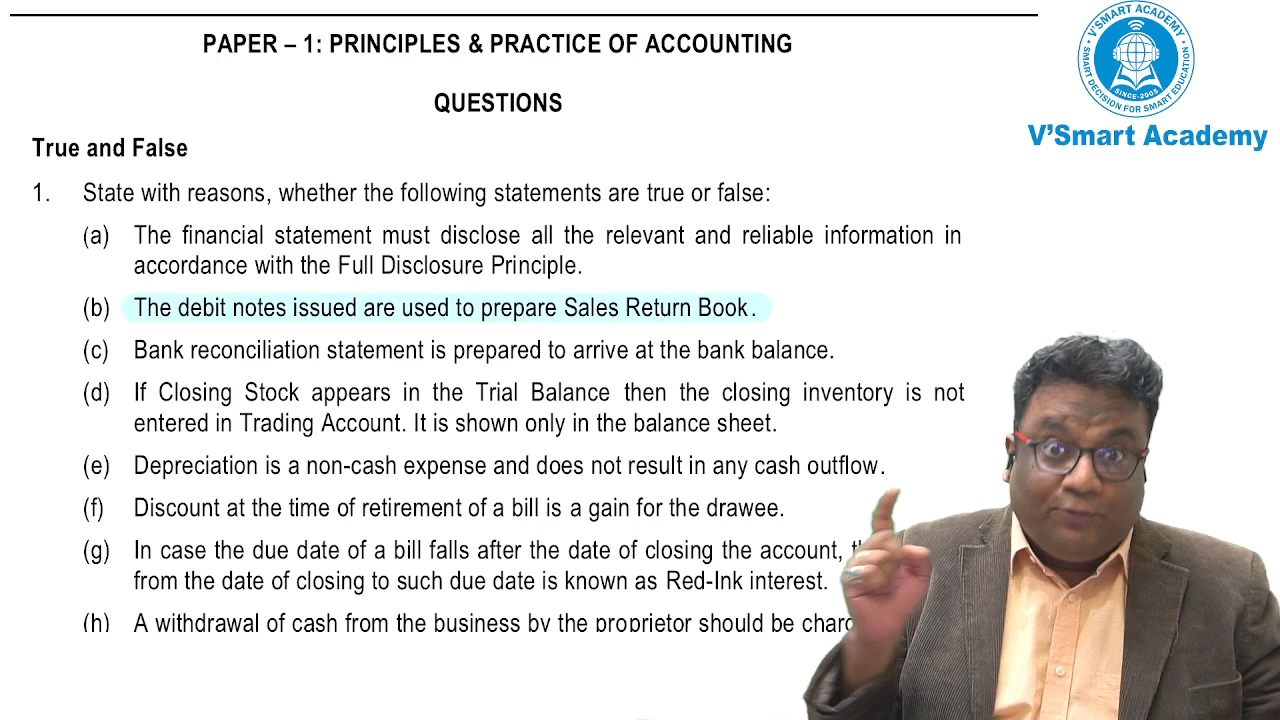 PAPER – 1: PRINCIPLES & PRACTICE OF ACCOUNTING
QUESTIONS
True and False
1. State with reasons, whether the following statements are true or false:
(a) The financial statement must disclose all the relevant and reliable information in
accordance with the Full Disclosure Principle.
(b) The debit notes issued are used to prepare Sales Return Book.
(c) Bank reconciliation statement is prepared to arrive at the bank balance.
(d) If Closing Stock appears in the Trial Balance then the closing inventory is not
entered in Trading Account. It is shown only in the balance sheet.
(e) Depreciation is a non-cash expense and does not result in any cash outflow.
(f) Discount at the time of retirement of a bill is a gain for the drawee.
(g) In case the due date of a bill falls after the date of closing the account,
from the date of closing to such due date is known as Red-Ink interest.
(h) A withdrawal of cash from the business by the proprietor should be
V'SMART ACADEMY
SMART DECISION FOR SMART EDUCATION
SINCE-2005
V'Smart Academy